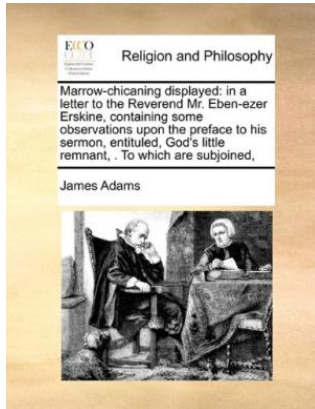 ECCO
Religion and Philosophy
Marrow-chicaning displayed: in a
letter to the Reverend Mr. Eben-ezer
Erskine, containing some
observations upon the preface to his
sermon, entituled, God's little
remnant, . To which are subjoined,
James Adams